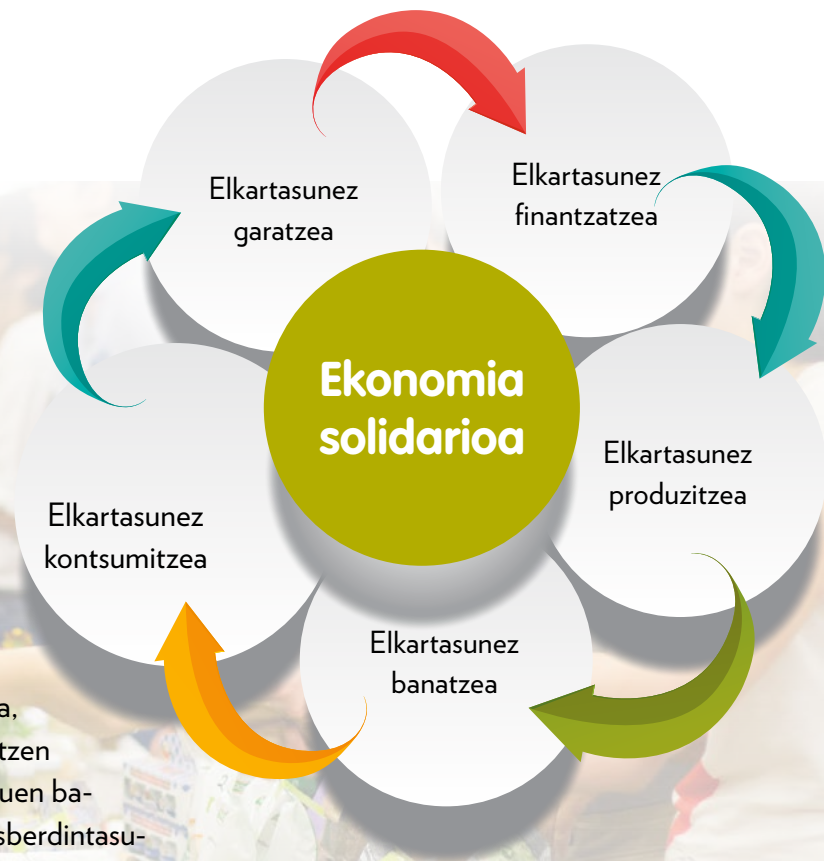 Elkartasunez
garatzea
Elkartasunez
finantzatzea
Ekonomia
solidarioa
Elkartasunez
produzitzea
Elkartasunez
kontsumitzea
Elkartasunez
banatzea
a,
tzen
uen ba-
sberdintasu-